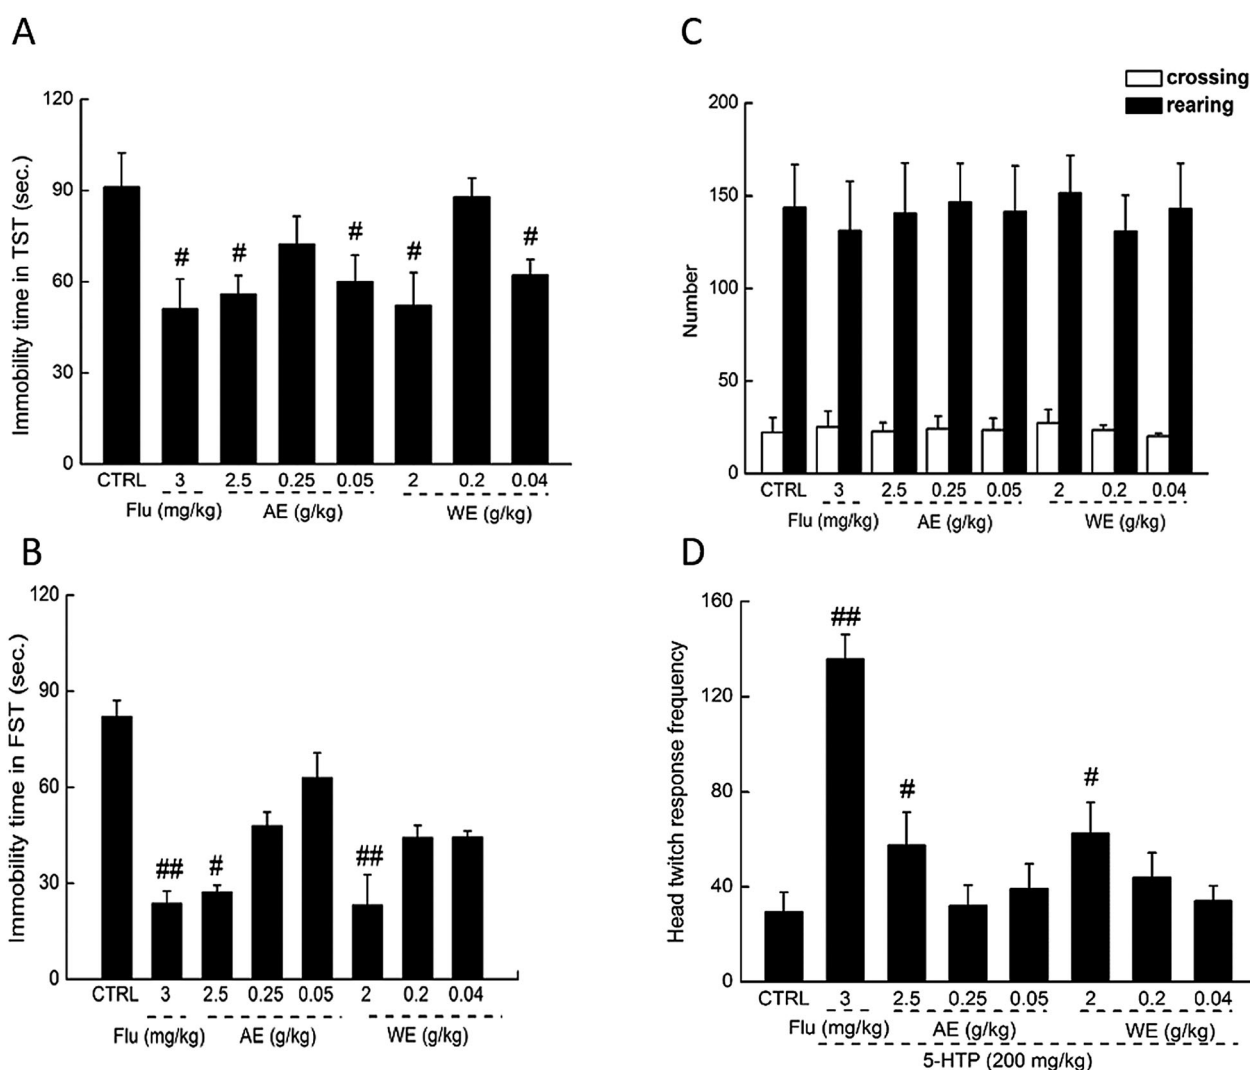 A
Immobility time in TST (sec.)
120
90
60
30
0
#
#
#
#
#
CTRL 3 2.5 0.25 0.05 2 0.2 0.04
Flu (mg/kg) AE (g/kg) WE (g/kg)
B
Immobility time in FST (sec.)
120
90
60
30
0
##
#
##
CTRL 3 2.5 0.25 0.05 2 0.2 0.04
Flu (mg/kg) AE (g/kg) WE (g/kg)
C
crossing
rearing
Number
200
150
100
50
0
CTRL 3 2.5 0.25 0.05 2 0.2 0.04
Flu (mg/kg) AE (g/kg) WE (g/kg)
D
Head twitch response frequency
160
120
80
40
0
##
#
#
CTRL 3 2.5 0.25 0.05 2 0.2 0.04
Flu (mg/kg) AE (g/kg) WE (g/kg)
5-HTP (200 mg/kg)